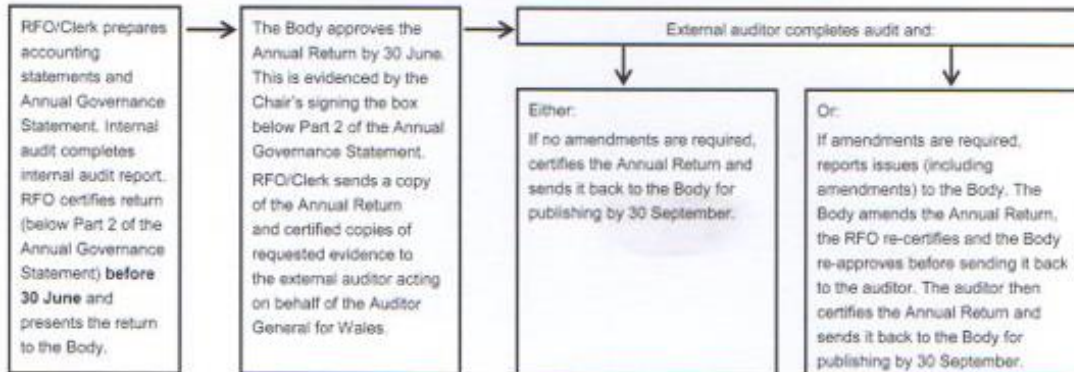 RFO/Clerk prepares
accounting
statements and
Annual Governance
Statement. Internal
audit completes
internal audit report.
RFO certifies return
(below Part 2 of the
Annual Governance
Statement) before
30 June and
presents the return
to the Body.
The Body approves the
Annual Return by 30 June.
This is evidenced by the
Chair's signing the box
below Part 2 of the Annual
Governance Statement.
RFO/Clerk sends a copy
of the Annual Return
and certified copies of
requested evidence to
the external auditor acting
on behalf of the Auditor
General for Wales.
External auditor completes audit and:
Either:
If no amendments are required,
certifies the Annual Return and
sends it back to the Body for
publishing by 30 September.
Or:
If amendments are required,
reports issues (including
amendments) to the Body. The
Body amends the Annual Return,
the RFO re-certifies and the Body
re-approves before sending it back
to the auditor. The auditor then
certifies the Annual Return and
sends it back to the Body for
publishing by 30 September.